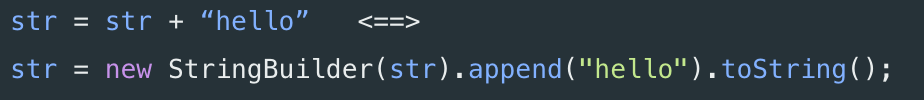 str = str + “hello”   <==>
str = new StringBuilder(str).append("hello").toString();